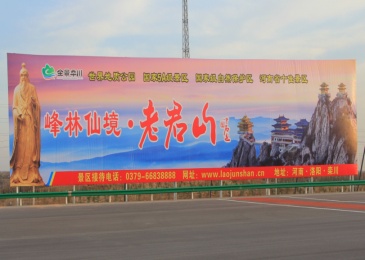 全景栾川
世界地质公园 国家5A级景区 国家级自然保护区 河南省十佳景区
峰林仙境·老君山
景区接待电话：0379-66838888 网址：www.laojunshan.cn 地址：河南·洛阳·栾川